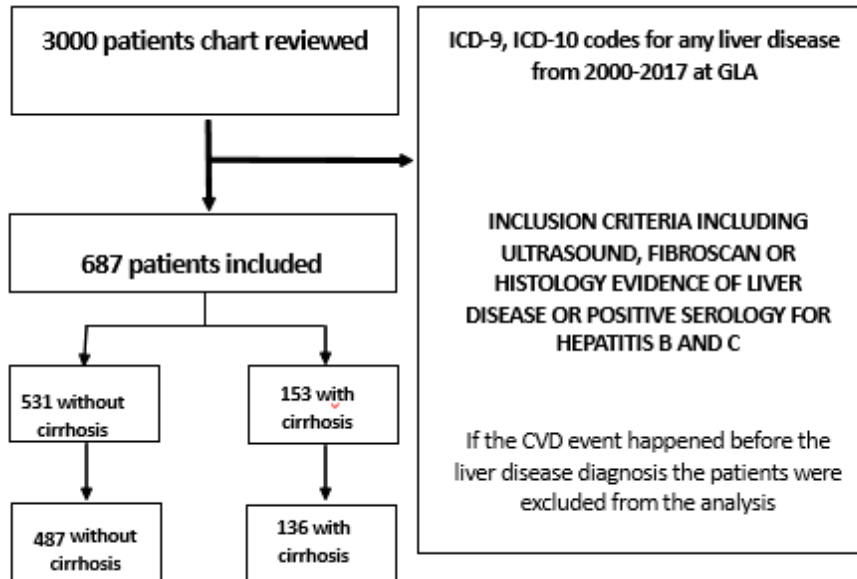 3000 patients chart reviewed
ICD-9, ICD-10 codes for any liver disease
from 2000-2017 at GLA
INCLUSION CRITERIA INCLUDING
ULTRASOUND, FIBROSCAN OR
HISTOLOGY EVIDENCE OF LIVER
DISEASE OR POSITIVE SEROLOGY FOR
HEPATITIS B AND C
If the CVD event happened before the
liver disease diagnosis the patients were
excluded from the analysis
687 patients included
531 without
cirrhosis
153 with
cirrhosis
487 without
cirrhosis
136 with
cirrhosis